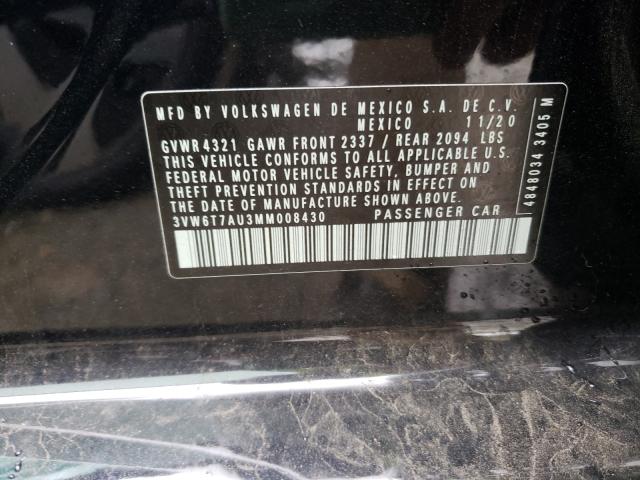 MFD BY VOLKSWAGEN DE MEXICO S.A. DE C.V.
MEXICO 11/20
GVWR 4321 GAWR FRONT 2337 / REAR 2094 LBS
THIS VEHICLE CONFORMS TO ALL APPLICABLE U.S.
FEDERAL MOTOR VEHICLE SAFETY, BUMPER AND
THEFT PREVENTION STANDARDS IN EFFECT ON
THE DATE OF MANUFACTURE SHOWN ABOVE.
3VW6T7AU3MM008430 PASSENGER CAR
4848034 3405 M